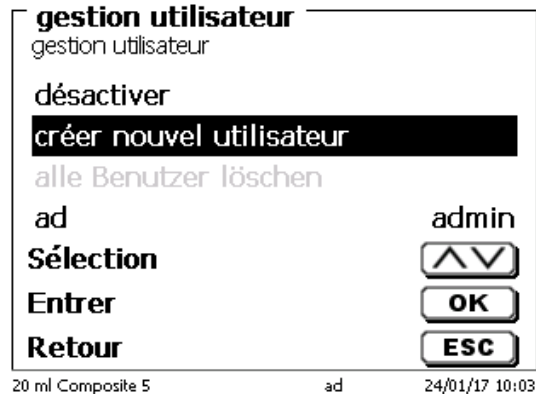 gestion utilisateur
gestion utilisateur
désactiver
créer nouvel utilisateur
alle Benutzer löschen
ad admin
Sélection
Entrer OK
Retour ESC
20 ml Composite 5 ad 24/01/17 10:03